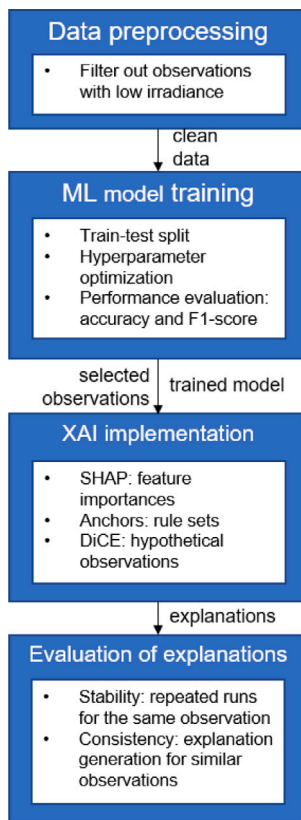 Data preprocessing
• Filter out observations
with low irradiance
clean
data
ML model training
• Train-test split
• Hyperparameter
optimization
• Performance evaluation:
accuracy and F1-score
selected
observations
trained model
XAI implementation
• SHAP: feature
importances
• Anchors: rule sets
• DiCE: hypothetical
observations
explanations
Evaluation of explanations
• Stability: repeated runs
for the same observation
• Consistency: explanation
generation for similar
observations